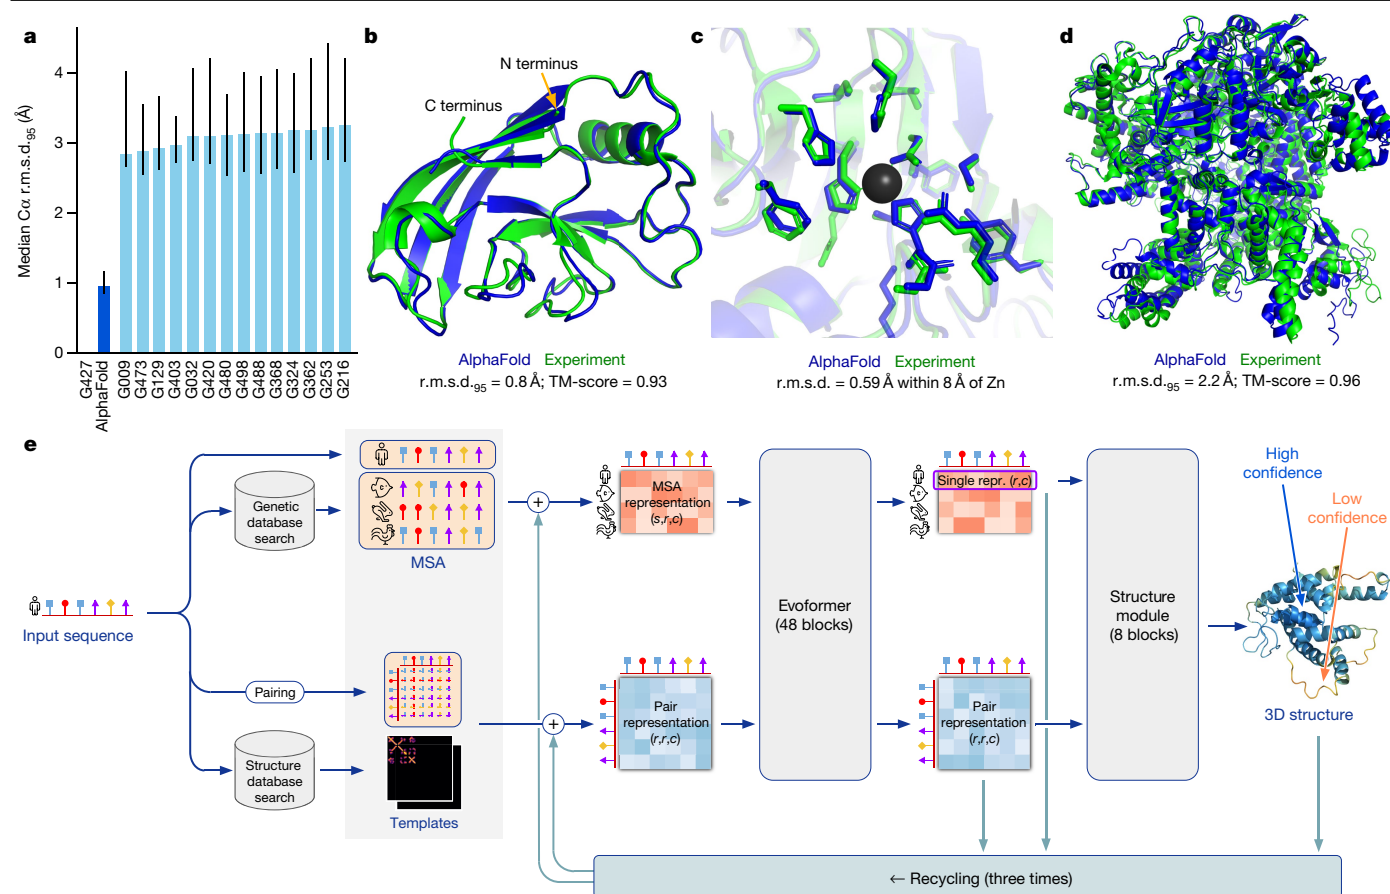 a
Median Cα r.m.s.d.95 (Å)
4
3
2
1
0
G427
AlphaFold
G009
G473
G129
G403
G032
G420
G480
G498
G488
G368
G324
G362
G253
G216
b
N terminus
C terminus
AlphaFold Experiment
r.m.s.d.95 = 0.8 Å; TM-score = 0.93
c
AlphaFold Experiment
r.m.s.d. = 0.59 Å within 8 Å of Zn
d
AlphaFold Experiment
r.m.s.d.95 = 2.2 Å; TM-score = 0.96
e
Input sequence
Genetic
database
search
MSA
Pairing
Structure
database
search
Templates
+
+
MSA
representation
(s,r,c)
Pair
representation
(r,r,c)
Evoformer
(48 blocks)
Single repr. (r,c)
Pair
representation
(r,r,c)
Structure
module
(8 blocks)
High
confidence
Low
confidence
3D structure
← Recycling (three times)